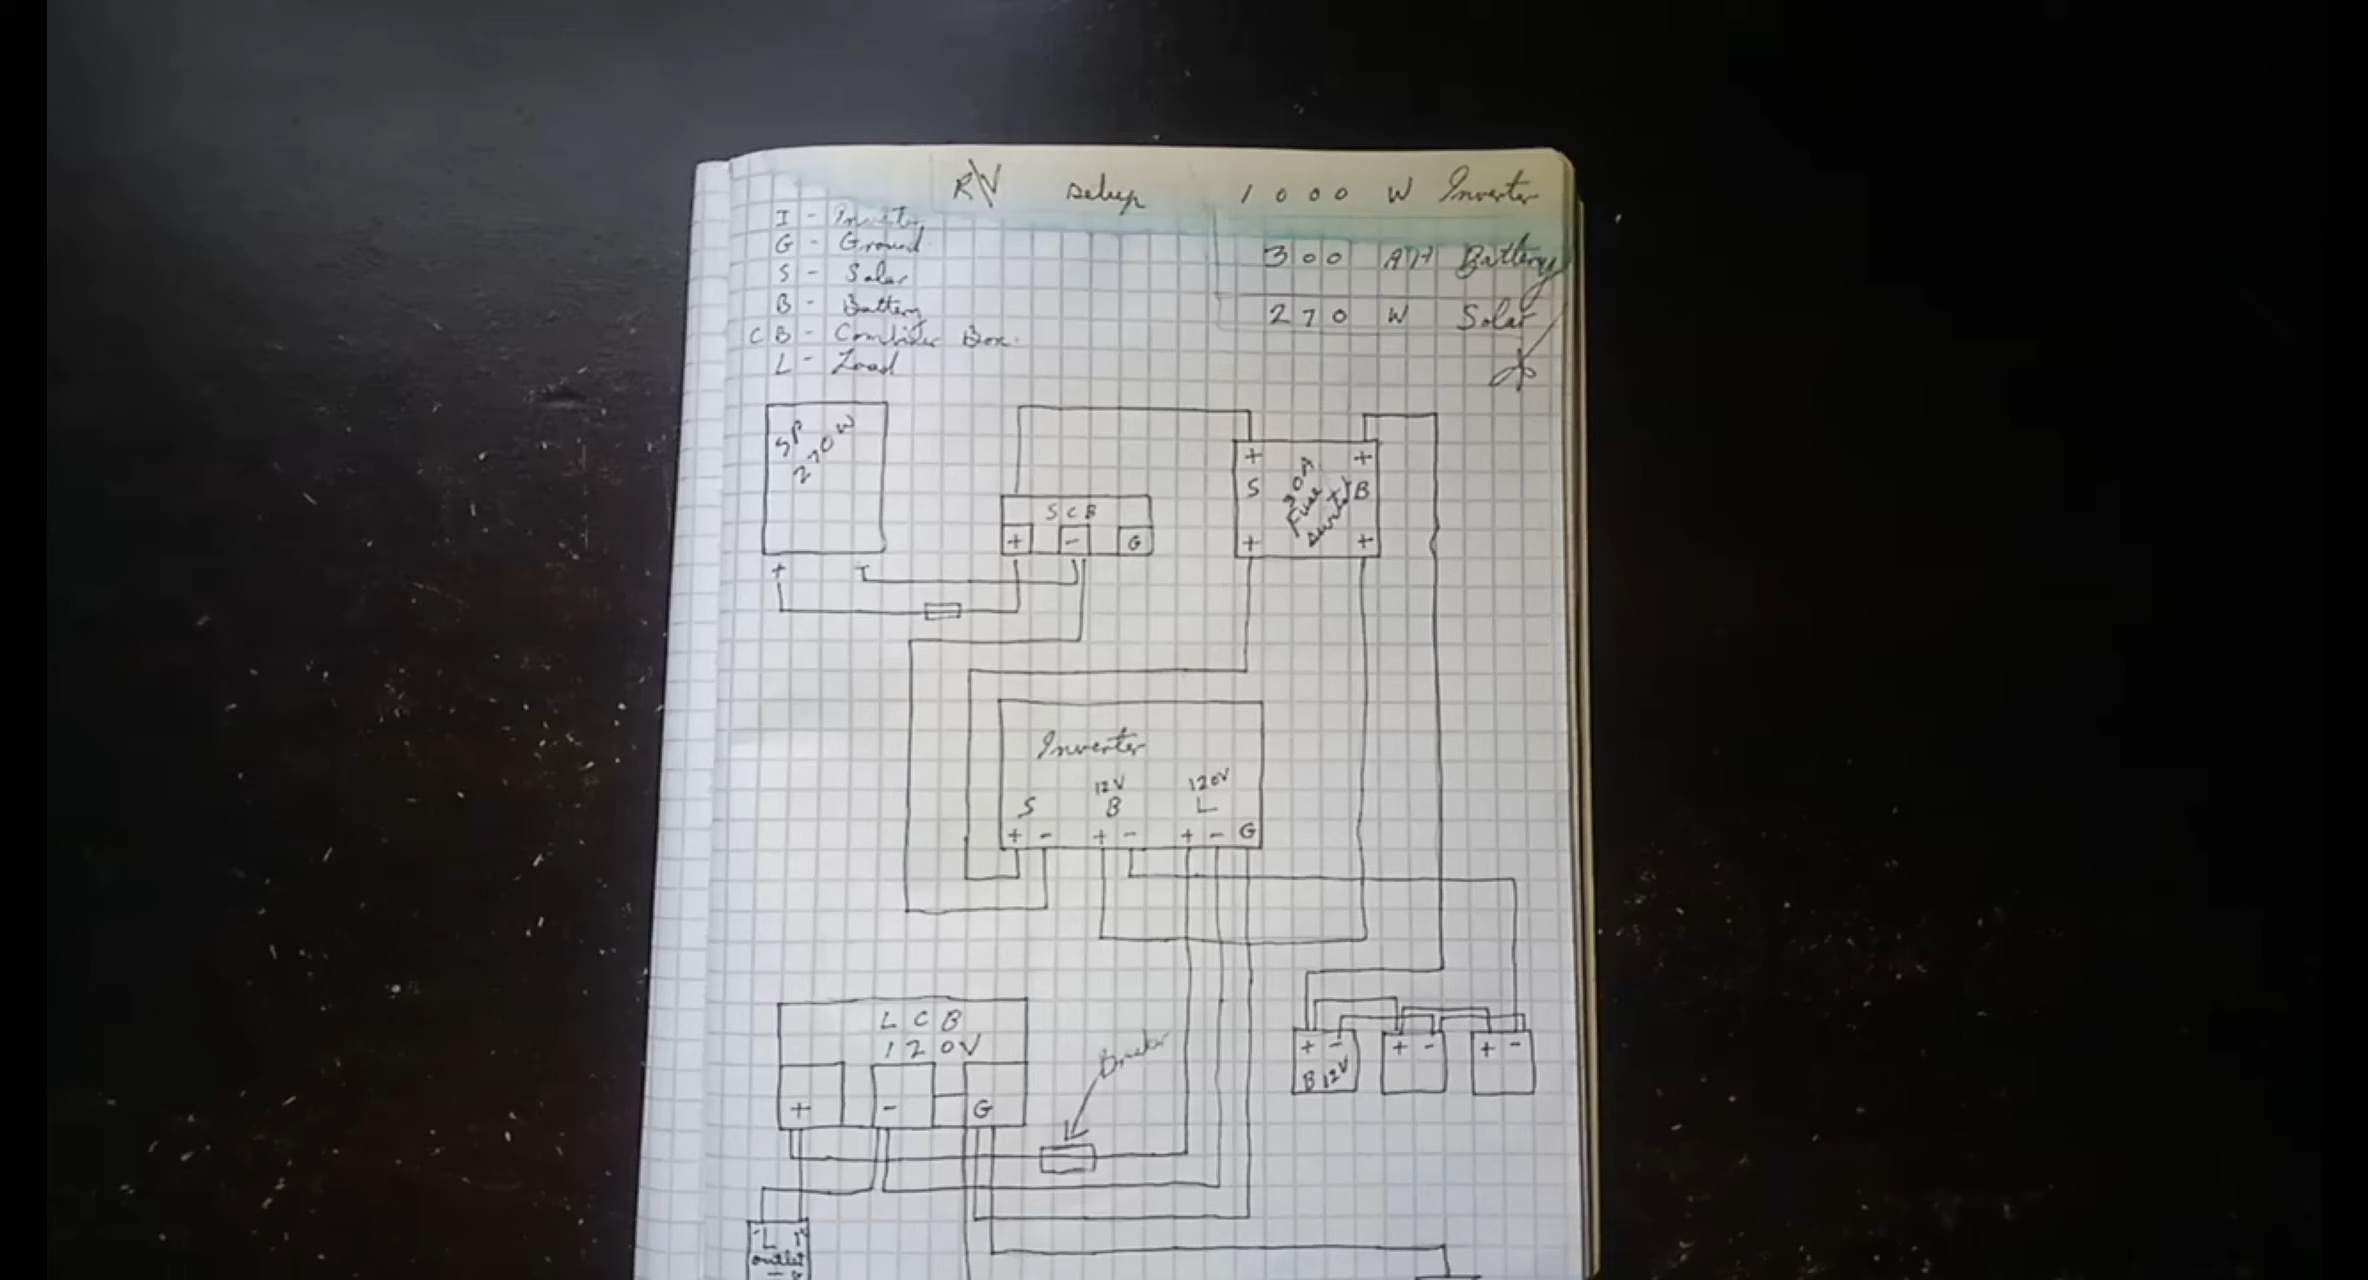 RV setup 1000 W Inverter
I - Inverter
G - Ground
300 AH Battery
S - Solar
B - Battery
270 W Solar
CB - Combiner Box
L - Load
SP
270W
SCB
+ - G
+ +
S 30A B
Fuse
switch
+ +
+
Inverter
12V 120V
S B L
+ - + - + - G
LCB
120V
Breaker
+ - + - + -
B 12V
+ - G
L
outlet